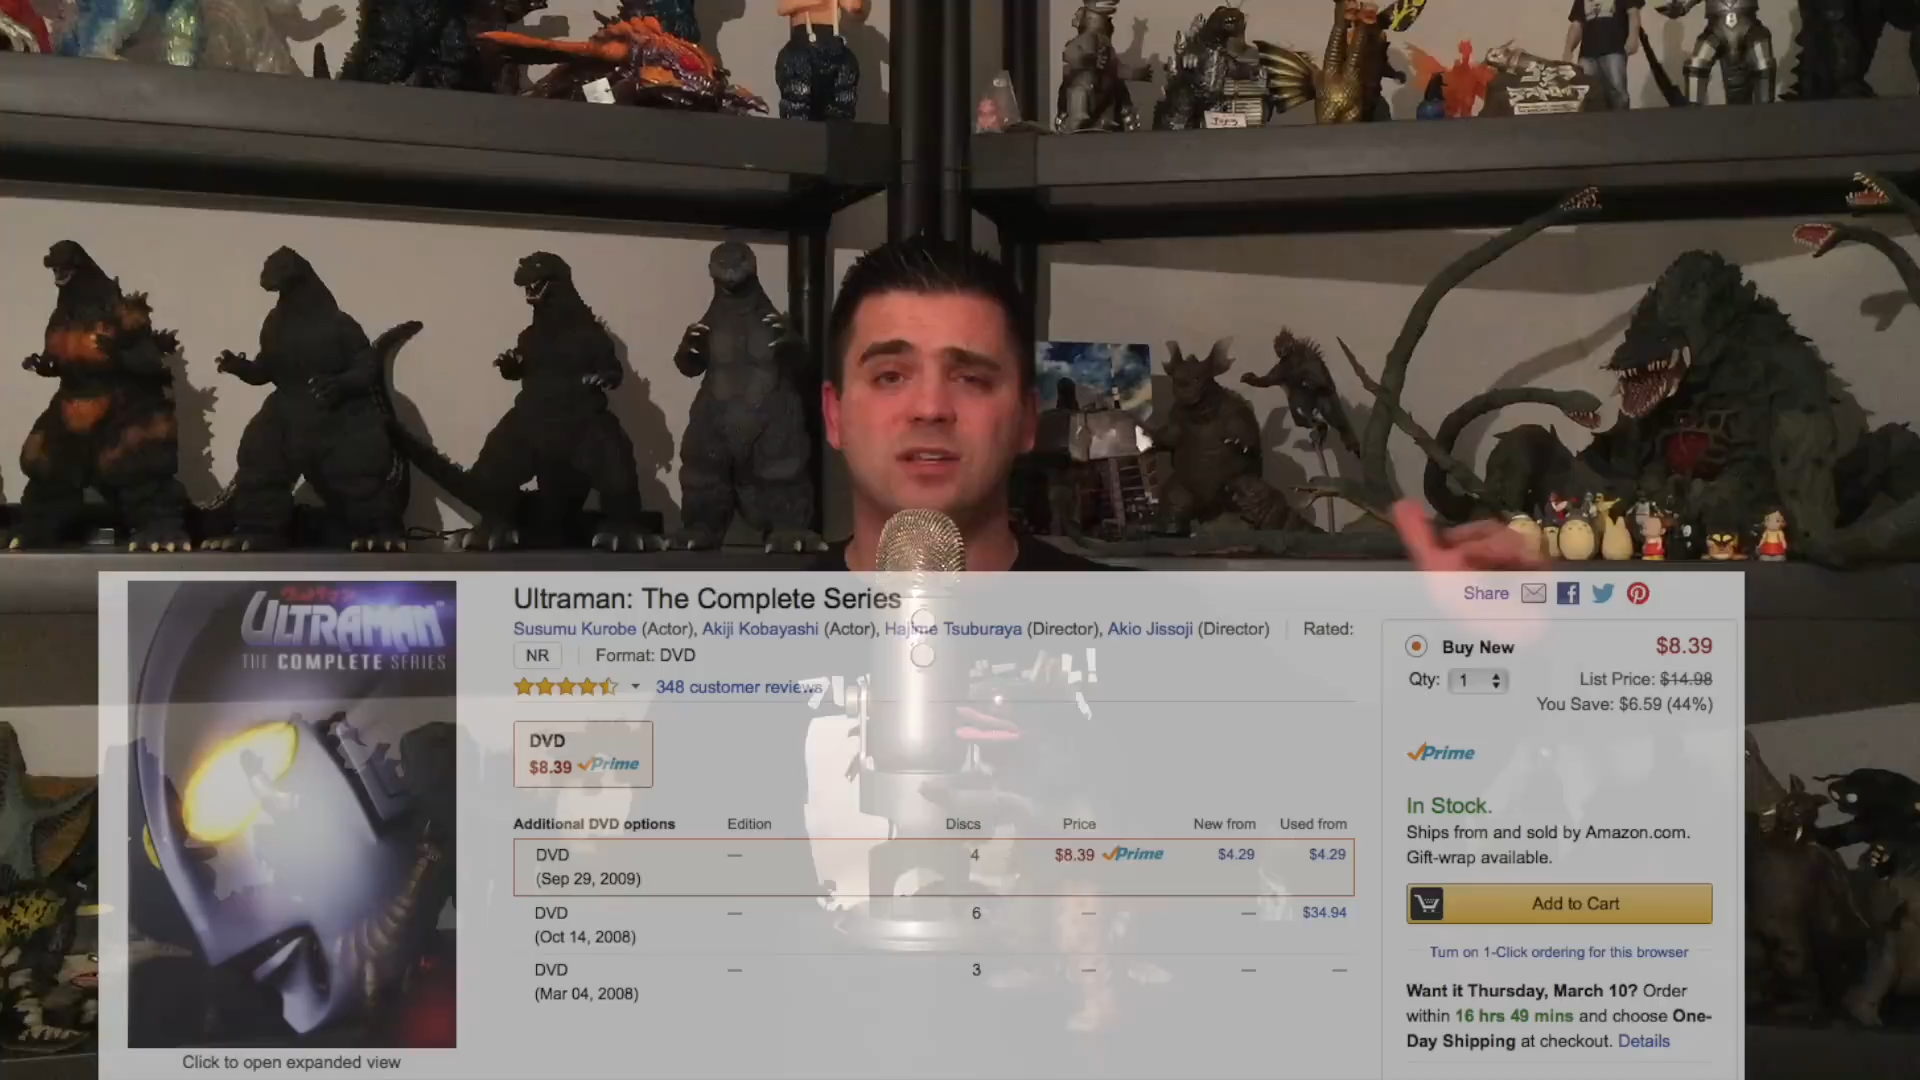 ULTRAMAN
THE COMPLETE SERIES
Click to open expanded view
Ultraman: The Complete Series
Susumu Kurobe (Actor), Akiji Kobayashi (Actor), Hajime Tsuburaya (Director), Akio Jissoji (Director) Rated:
NR Format: DVD
348 customer reviews
DVD
$8.39 Prime
Additional DVD options Edition Discs Price New from Used from
DVD — 4 $8.39 Prime $4.29 $4.29
(Sep 29, 2009)
DVD — 6 — — $34.94
(Oct 14, 2008)
DVD — 3 — — —
(Mar 04, 2008)
Share
Buy New $8.39
Qty: 1 List Price: $14.98
You Save: $6.59 (44%)
Prime
In Stock.
Ships from and sold by Amazon.com.
Gift-wrap available.
Add to Cart
Turn on 1-Click ordering for this browser
Want it Thursday, March 10? Order
within 16 hrs 49 mins and choose One-
Day Shipping at checkout. Details